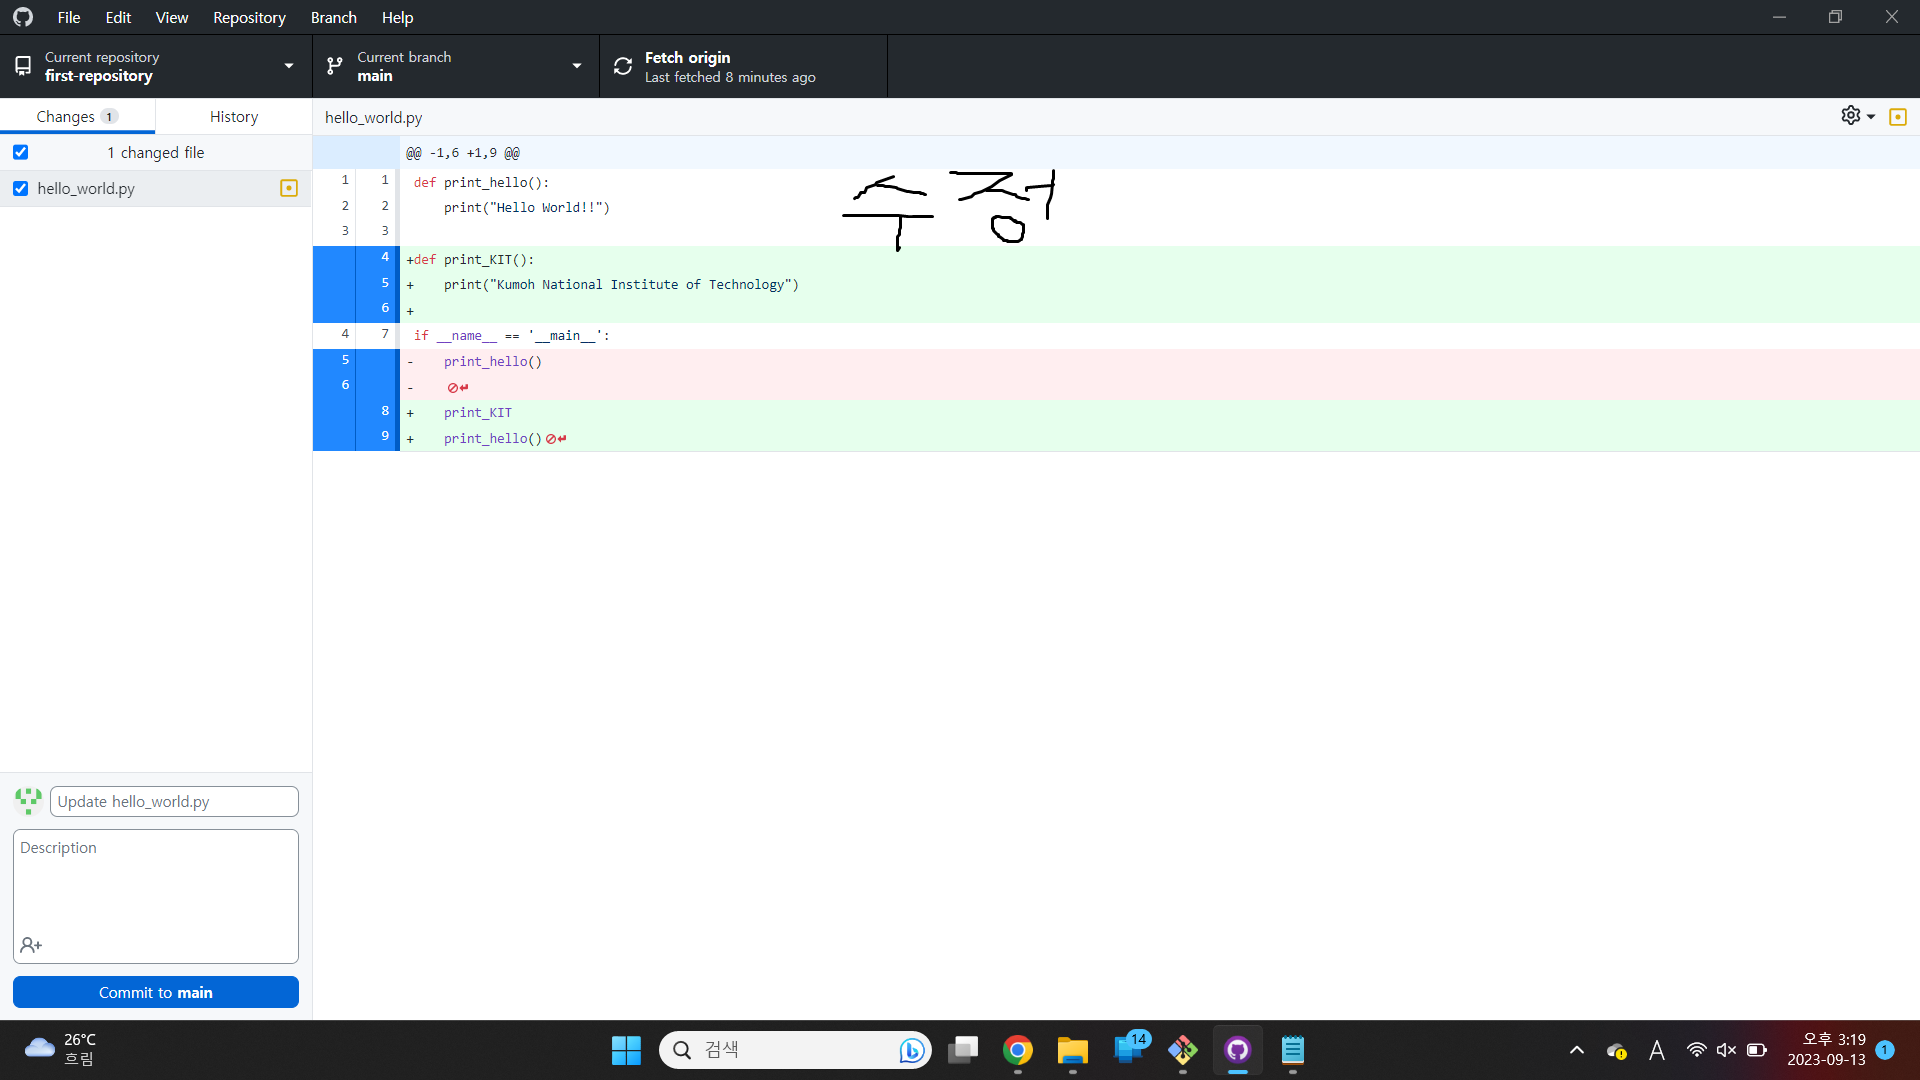 File Edit View Repository Branch Help
Current repository
first-repository
Current branch
main
Fetch origin
Last fetched 8 minutes ago
Changes 1 History
1 changed file
hello_world.py
hello_world.py
@@ -1,6 +1,9 @@
1 1 def print_hello():
2 2 print("Hello World!!")
3 3
수정
4 +def print_KIT():
5 + print("Kumoh National Institute of Technology")
6 +
4 7 if __name__ == '__main__':
5 - print_hello()
6 -
8 + print_KIT
9 + print_hello()
Update hello_world.py
Description
Commit to main
26°C
흐림
검색
14
A
오후 3:19
2023-09-13
1